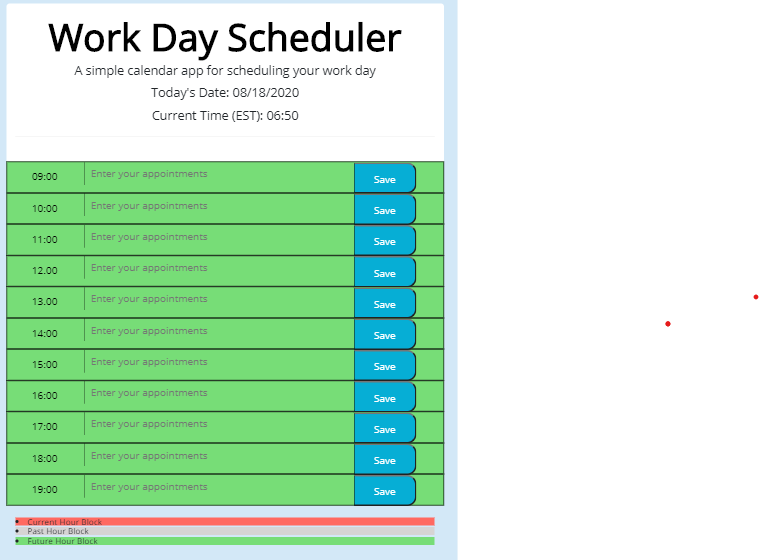 Work Day Scheduler
A simple calendar app for scheduling your work day
Today's Date: 08/18/2020
Current Time (EST): 06:50
09:00 Enter your appointments Save
10:00 Enter your appointments Save
11:00 Enter your appointments Save
12.00 Enter your appointments Save
13.00 Enter your appointments Save
14:00 Enter your appointments Save
15:00 Enter your appointments Save
16:00 Enter your appointments Save
17:00 Enter your appointments Save
18:00 Enter your appointments Save
19:00 Enter your appointments Save
Current Hour Block
Past Hour Block
Future Hour Block